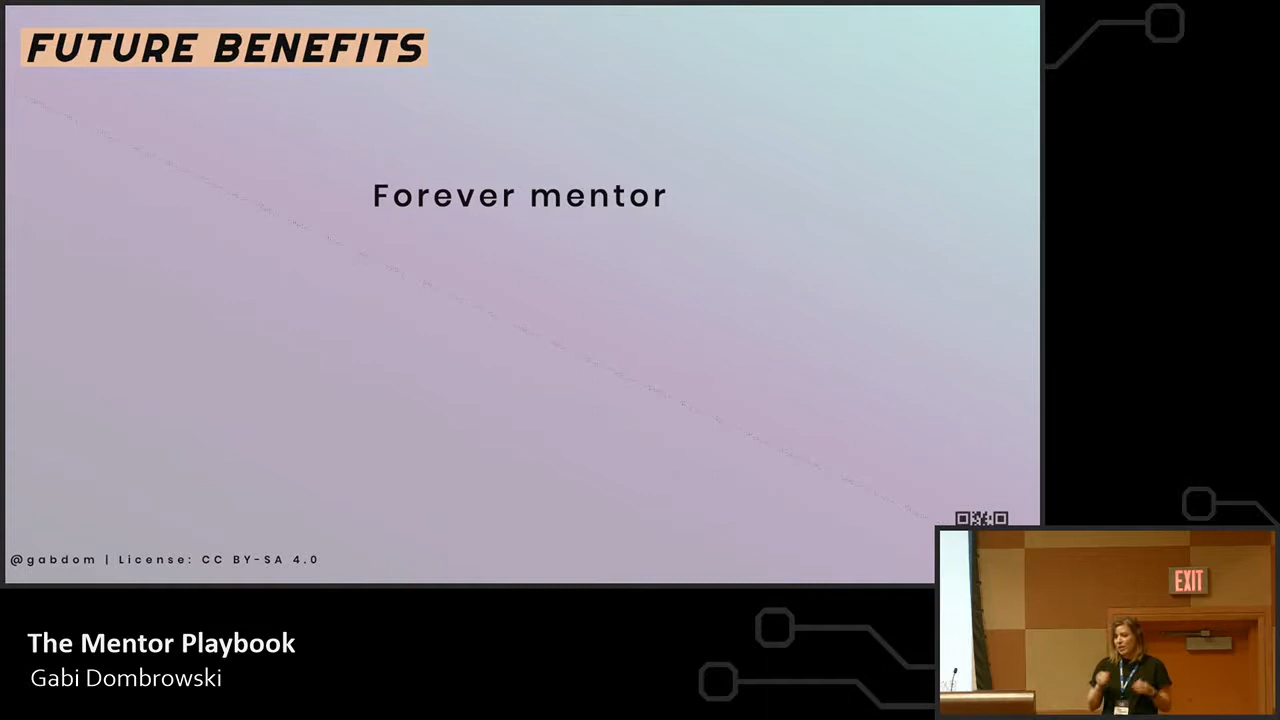 FUTURE BENEFITS
Forever mentor
@gabdom | License: CC BY-SA 4.0
EXIT
The Mentor Playbook
Gabi Dombrowski